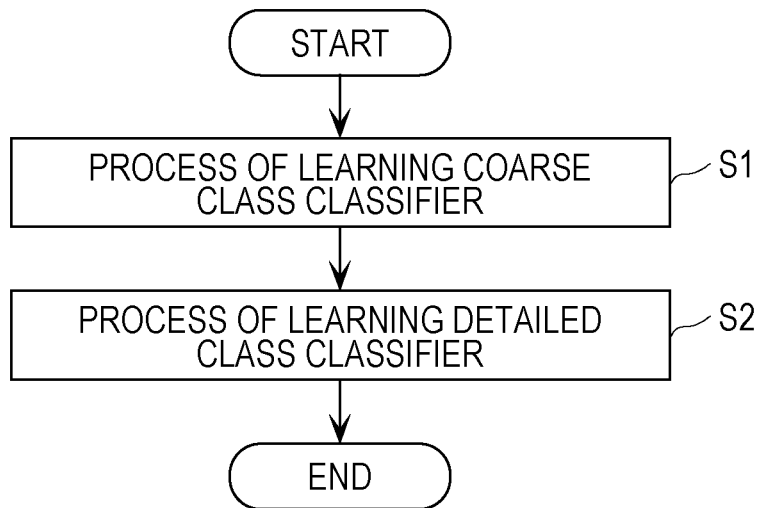 START
PROCESS OF LEARNING COARSE
CLASS CLASSIFIER
S1
PROCESS OF LEARNING DETAILED
CLASS CLASSIFIER
S2
END